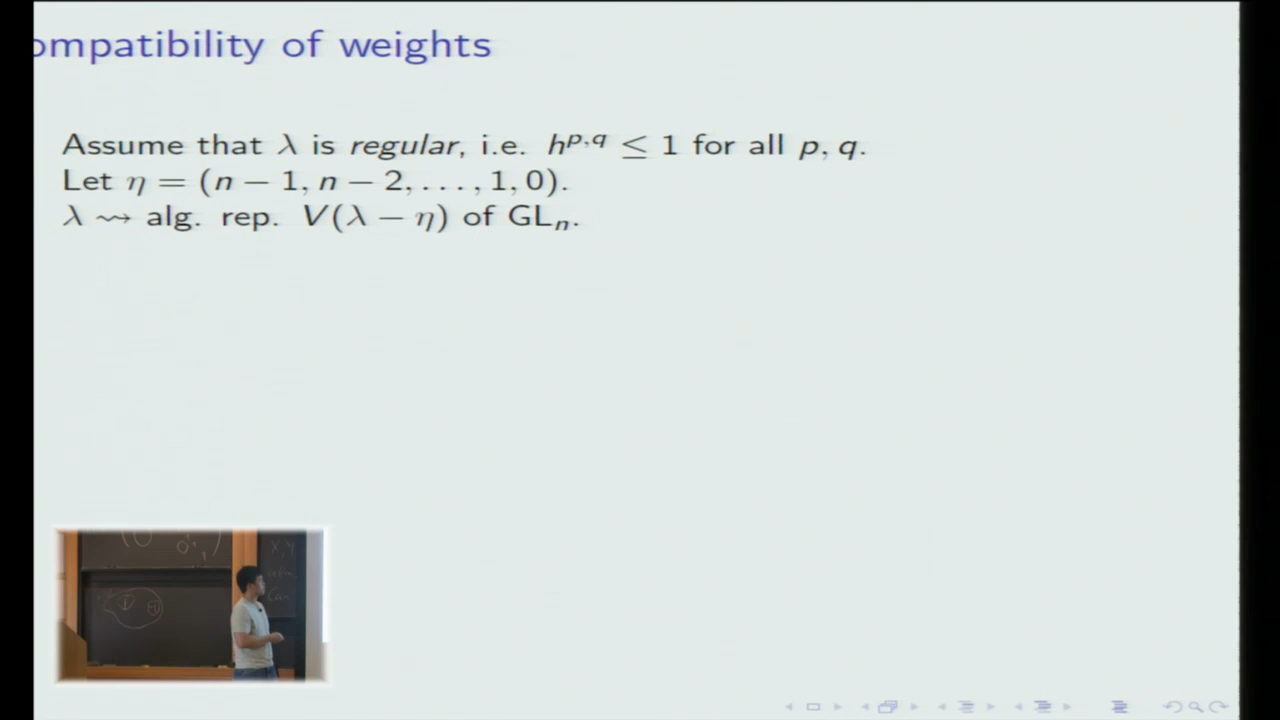 ompatibility of weights
Assume that λ is regular, i.e. h^{p,q} ≤ 1 for all p, q.
Let η = (n − 1, n − 2, . . . , 1, 0).
λ ⇝ alg. rep. V(λ − η) of GL_n.